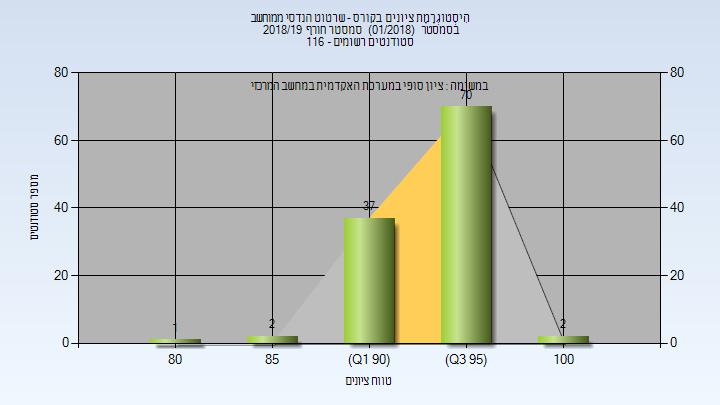 היסטוגרמת ציונים בקורס - שרטוט הנדסי ממוחשב
בסמסטר (01/2018) סמסטר חורף 2018/19
סטודנטים רשומים - 116
במשימה : ציון סופי במערכת האקדמית במחשב המרכזי
80 80
60 60
40 40
20 20
0 0
מספר סטודנטים
1
2
37
70
2
80 85 (Q1 90) (Q3 95) 100
טווח ציונים